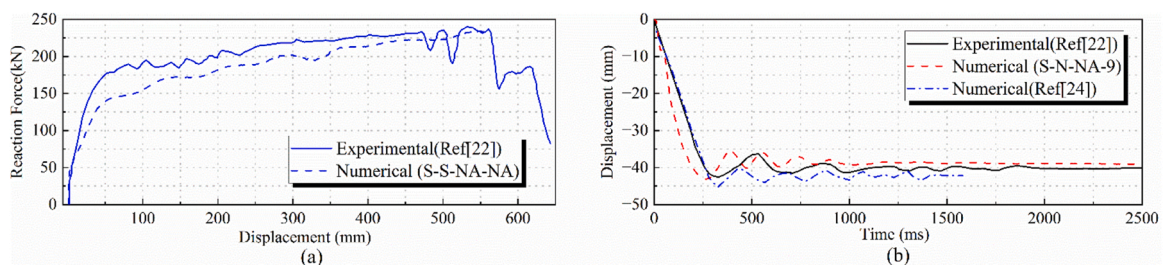 250
200
150
100
50
0
Reaction Force(kN)
Experimental(Ref[22])
Numerical (S-S-NA-NA)
100 200 300 400 500 600
Displacement (mm)
(a)
0
−10
−20
−30
−40
−50
Displacement (mm)
Experimental(Ref[22])
Numerical (S-N-NA-9)
Numerical(Ref[24])
0 500 1000 1500 2000 2500
Time (ms)
(b)